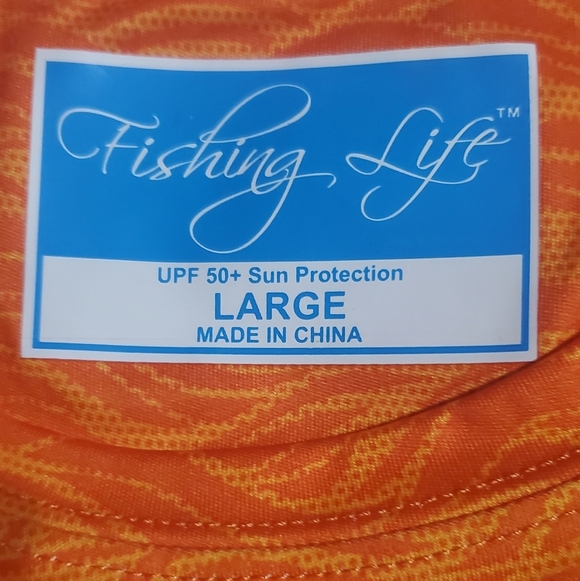 Fishing Life™
UPF 50+ Sun Protection
LARGE
MADE IN CHINA